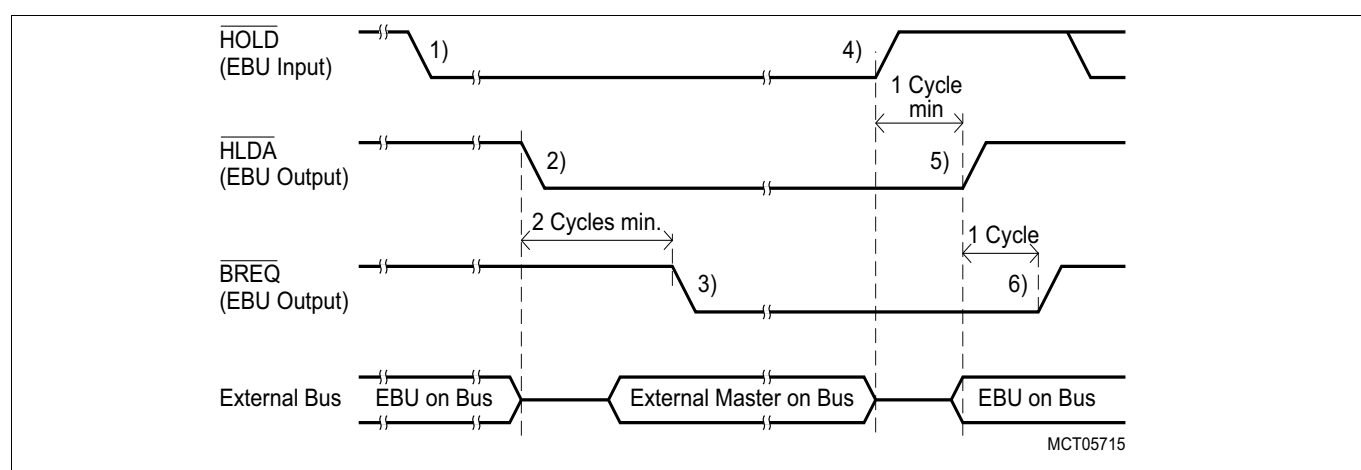 HOLD
(EBU Input)
1)
4)
1 Cycle
min
HLDA
(EBU Output)
2)
5)
2 Cycles min.
1 Cycle
BREQ
(EBU Output)
3)
6)
External Bus
EBU on Bus
External Master on Bus
EBU on Bus
MCT05715